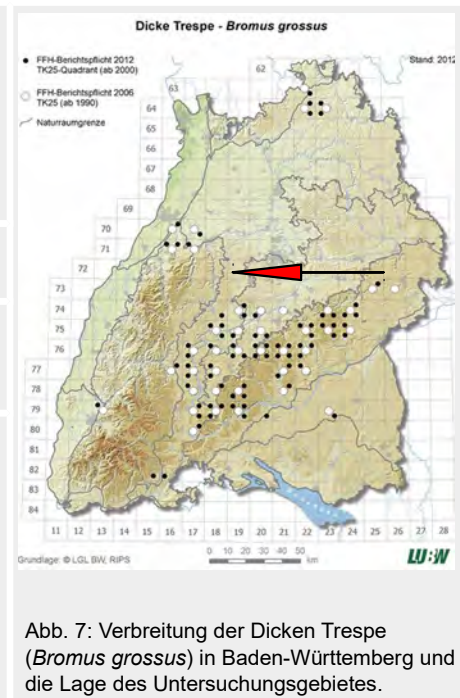 Dicke Trespe - Bromus grossus
FFH-Berichtspflicht 2012
TK25-Quadrant (ab 2000)
FFH-Berichtspflicht 2006
TK25 (ab 1990)
Naturraumgrenze
Stand: 2012
62
63
64
65
66
67
68
69
70
71
72
73
74
75
76
77
78
79
80
81
82
83
84
11 12 13 14 15 16 17 18 19 20 21 22 23 24 25 26 27 28
Grundlage: © LGL BW, RIPS
0 10 20 30 40 50
km
LU:W
Abb. 7: Verbreitung der Dicken Trespe
(Bromus grossus) in Baden-Württemberg und
die Lage des Untersuchungsgebietes.